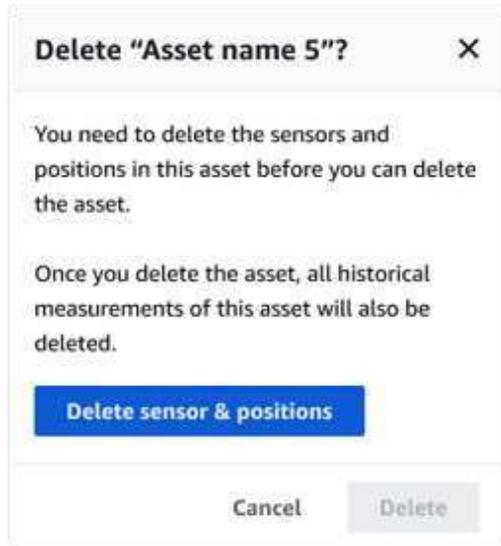 Delete “Asset name 5”?
You need to delete the sensors and
positions in this asset before you can delete
the asset.
Once you delete the asset, all historical
measurements of this asset will also be
deleted.
Delete sensor & positions
Cancel Delete